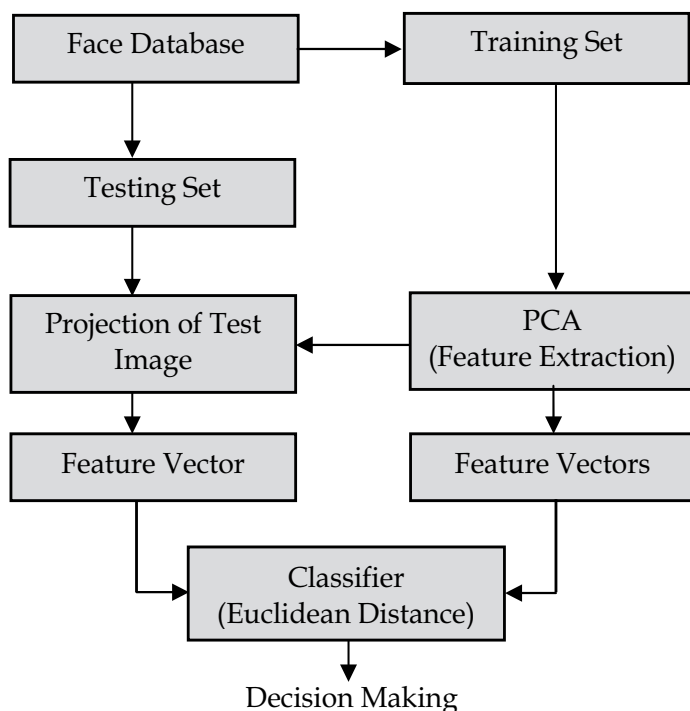 Face Database
Training Set
Testing Set
Projection of Test
Image
PCA
(Feature Extraction)
Feature Vector
Feature Vectors
Classifier
(Euclidean Distance)
Decision Making